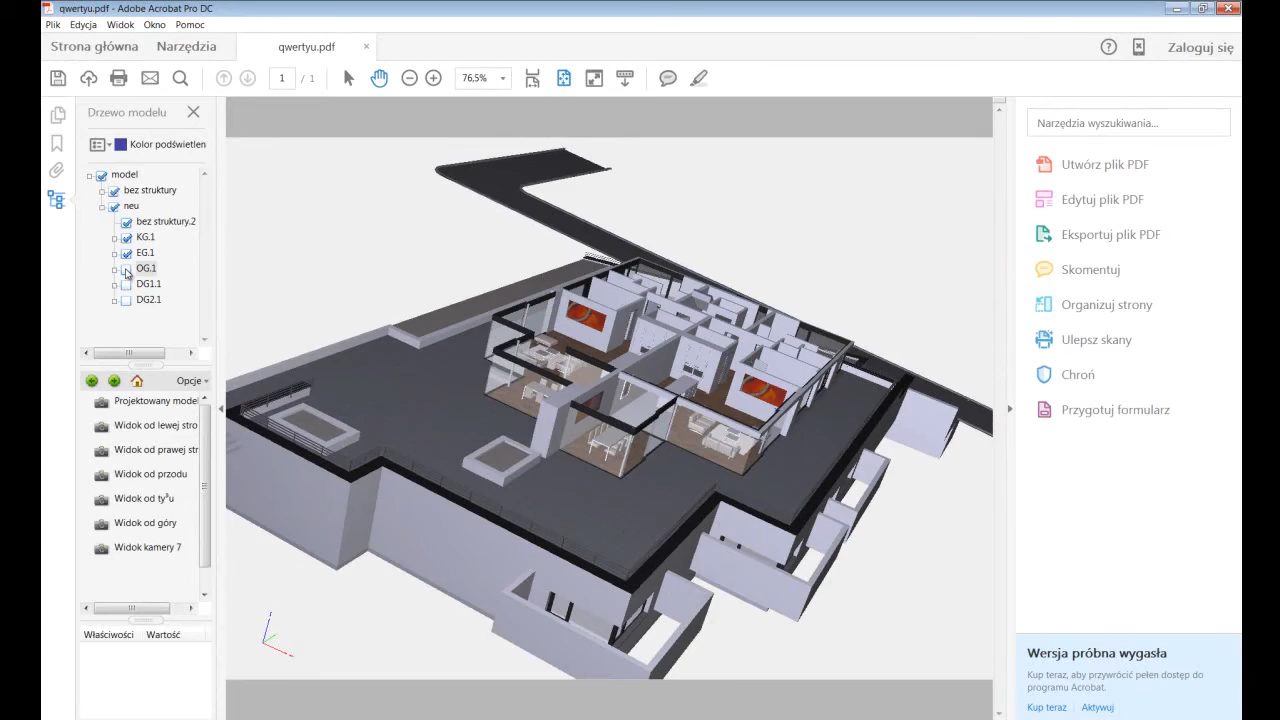 qwertyu.pdf - Adobe Acrobat Pro DC
Plik Edycja Widok Okno Pomoc
Strona główna Narzędzia qwertyu.pdf × Zaloguj się
1 / 1 76,5%
Drzewo modelu
Kolor podświetlen
model
bez struktury
neu
bez struktury.2
KG.1
EG.1
OG.1
DG1.1
DG2.1
Opcje
Projektowany mode
Widok od lewej stro
Widok od prawej str
Widok od przodu
Widok od ty³u
Widok od góry
Widok kamery 7
Właściwości Wartość
Narzędzia wyszukiwania...
Utwórz plik PDF
Edytuj plik PDF
Eksportuj plik PDF
Skomentuj
Organizuj strony
Ulepsz skany
Chroń
Przygotuj formularz
Wersja próbna wygasła
Kup teraz, aby przywrócić pełen dostęp do
programu Acrobat.
Kup teraz Aktywuj